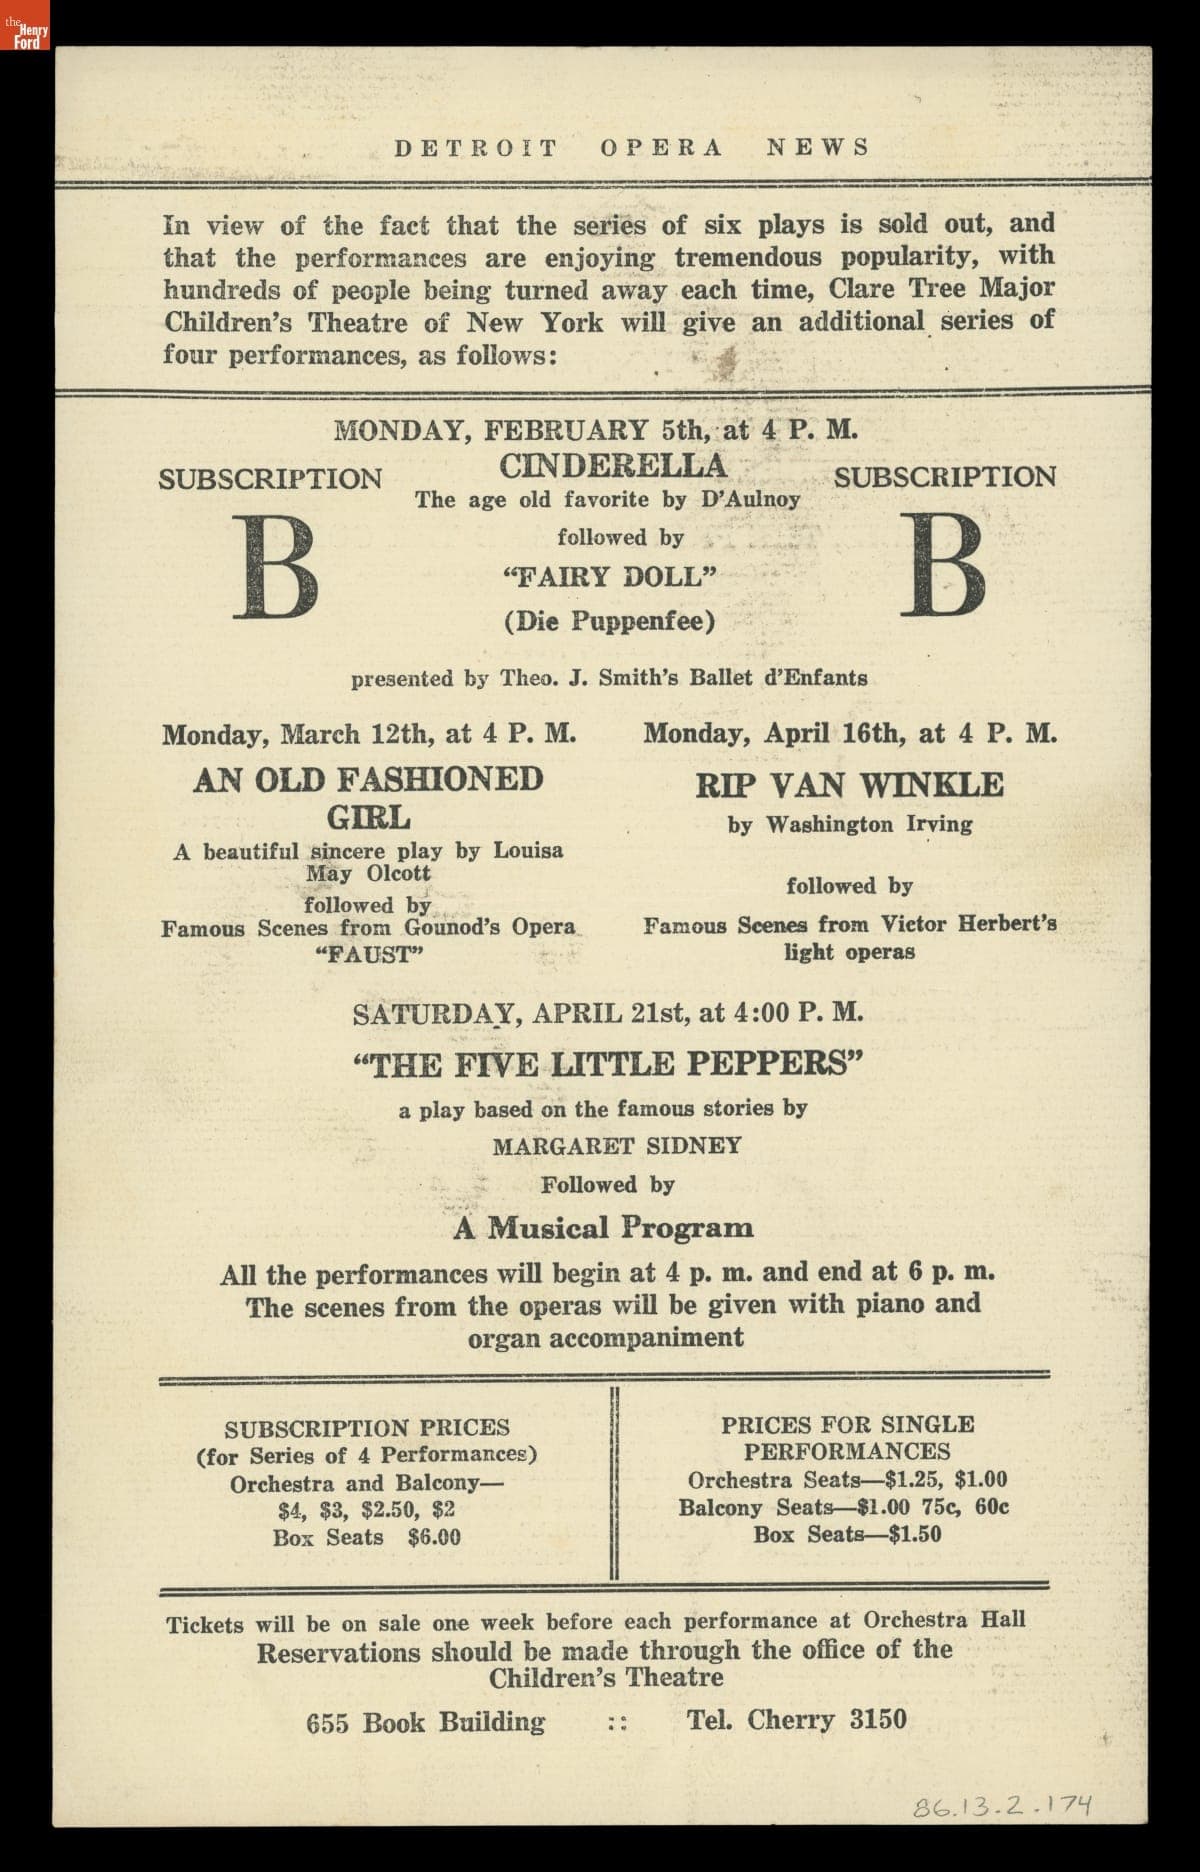 the
Henry
Ford
DETROIT OPERA NEWS
In view of the fact that the series of six plays is sold out, and
that the performances are enjoying tremendous popularity, with
hundreds of people being turned away each time, Clare Tree Major
Children's Theatre of New York will give an additional series of
four performances, as follows:
MONDAY, FEBRUARY 5th, at 4 P. M.
SUBSCRIPTION
B
CINDERELLA
The age old favorite by D'Aulnoy
followed by
"FAIRY DOLL"
(Die Puppenfee)
SUBSCRIPTION
B
presented by Theo. J. Smith's Ballet d'Enfants
Monday, March 12th, at 4 P. M.
AN OLD FASHIONED
GIRL
A beautiful sincere play by Louisa
May Olcott
followed by
Famous Scenes from Gounod's Opera
"FAUST"
Monday, April 16th, at 4 P. M.
RIP VAN WINKLE
by Washington Irving
followed by
Famous Scenes from Victor Herbert's
light operas
SATURDAY, APRIL 21st, at 4:00 P. M.
"THE FIVE LITTLE PEPPERS"
a play based on the famous stories by
MARGARET SIDNEY
Followed by
A Musical Program
All the performances will begin at 4 p. m. and end at 6 p. m.
The scenes from the operas will be given with piano and
organ accompaniment
SUBSCRIPTION PRICES
(for Series of 4 Performances)
Orchestra and Balcony—
$4, $3, $2.50, $2
Box Seats $6.00
PRICES FOR SINGLE
PERFORMANCES
Orchestra Seats—$1.25, $1.00
Balcony Seats—$1.00 75c, 60c
Box Seats—$1.50
Tickets will be on sale one week before each performance at Orchestra Hall
Reservations should be made through the office of the
Children's Theatre
655 Book Building :: Tel. Cherry 3150
86.13.2.174